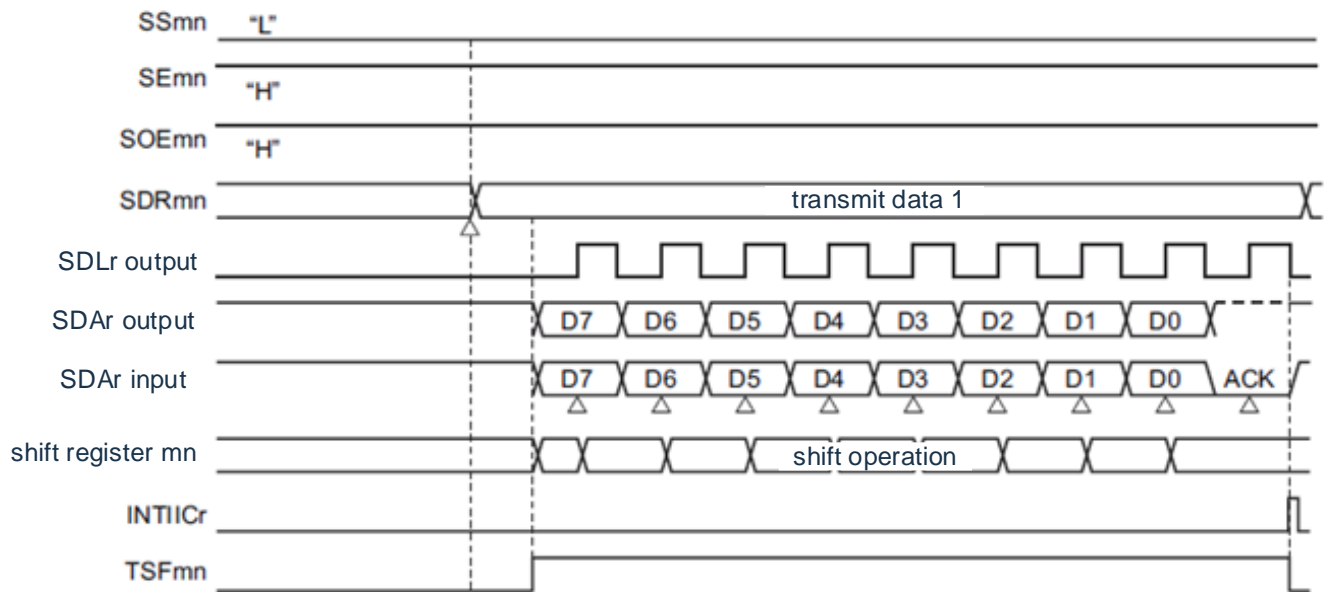 SSmn "L"
SEmn "H"
SOEmn "H"
SDRmn transmit data 1
SDLr output
SDAr output D7 D6 D5 D4 D3 D2 D1 D0
SDAr input D7 D6 D5 D4 D3 D2 D1 D0 ACK
shift register mn shift operation
INTIICr
TSFmn